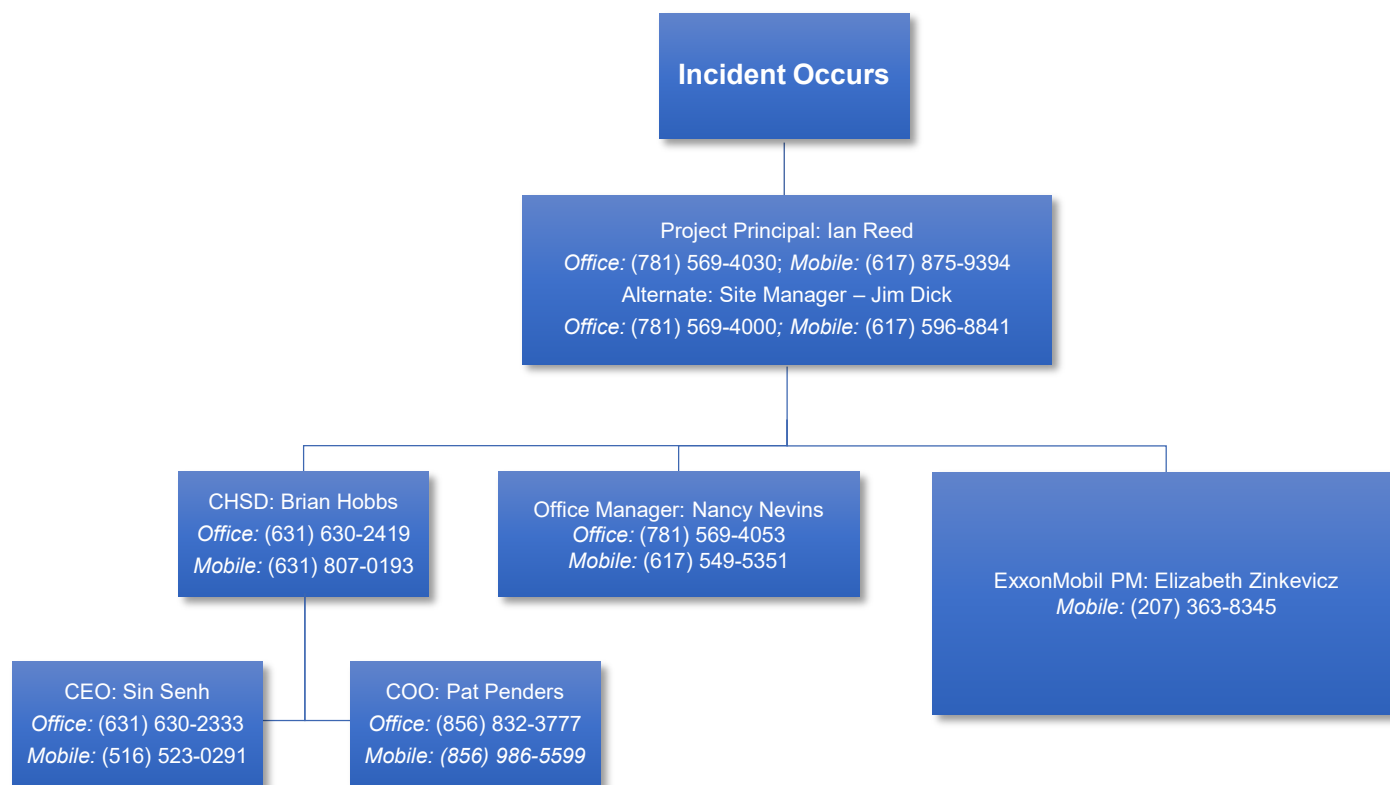 Incident Occurs
Project Principal: Ian Reed
Office: (781) 569-4030; Mobile: (617) 875-9394
Alternate: Site Manager – Jim Dick
Office: (781) 569-4000; Mobile: (617) 596-8841
CHSD: Brian Hobbs
Office: (631) 630-2419
Mobile: (631) 807-0193
Office Manager: Nancy Nevins
Office: (781) 569-4053
Mobile: (617) 549-5351
ExxonMobil PM: Elizabeth Zinkevicz
Mobile: (207) 363-8345
CEO: Sin Senh
Office: (631) 630-2333
Mobile: (516) 523-0291
COO: Pat Penders
Office: (856) 832-3777
Mobile: (856) 986-5599